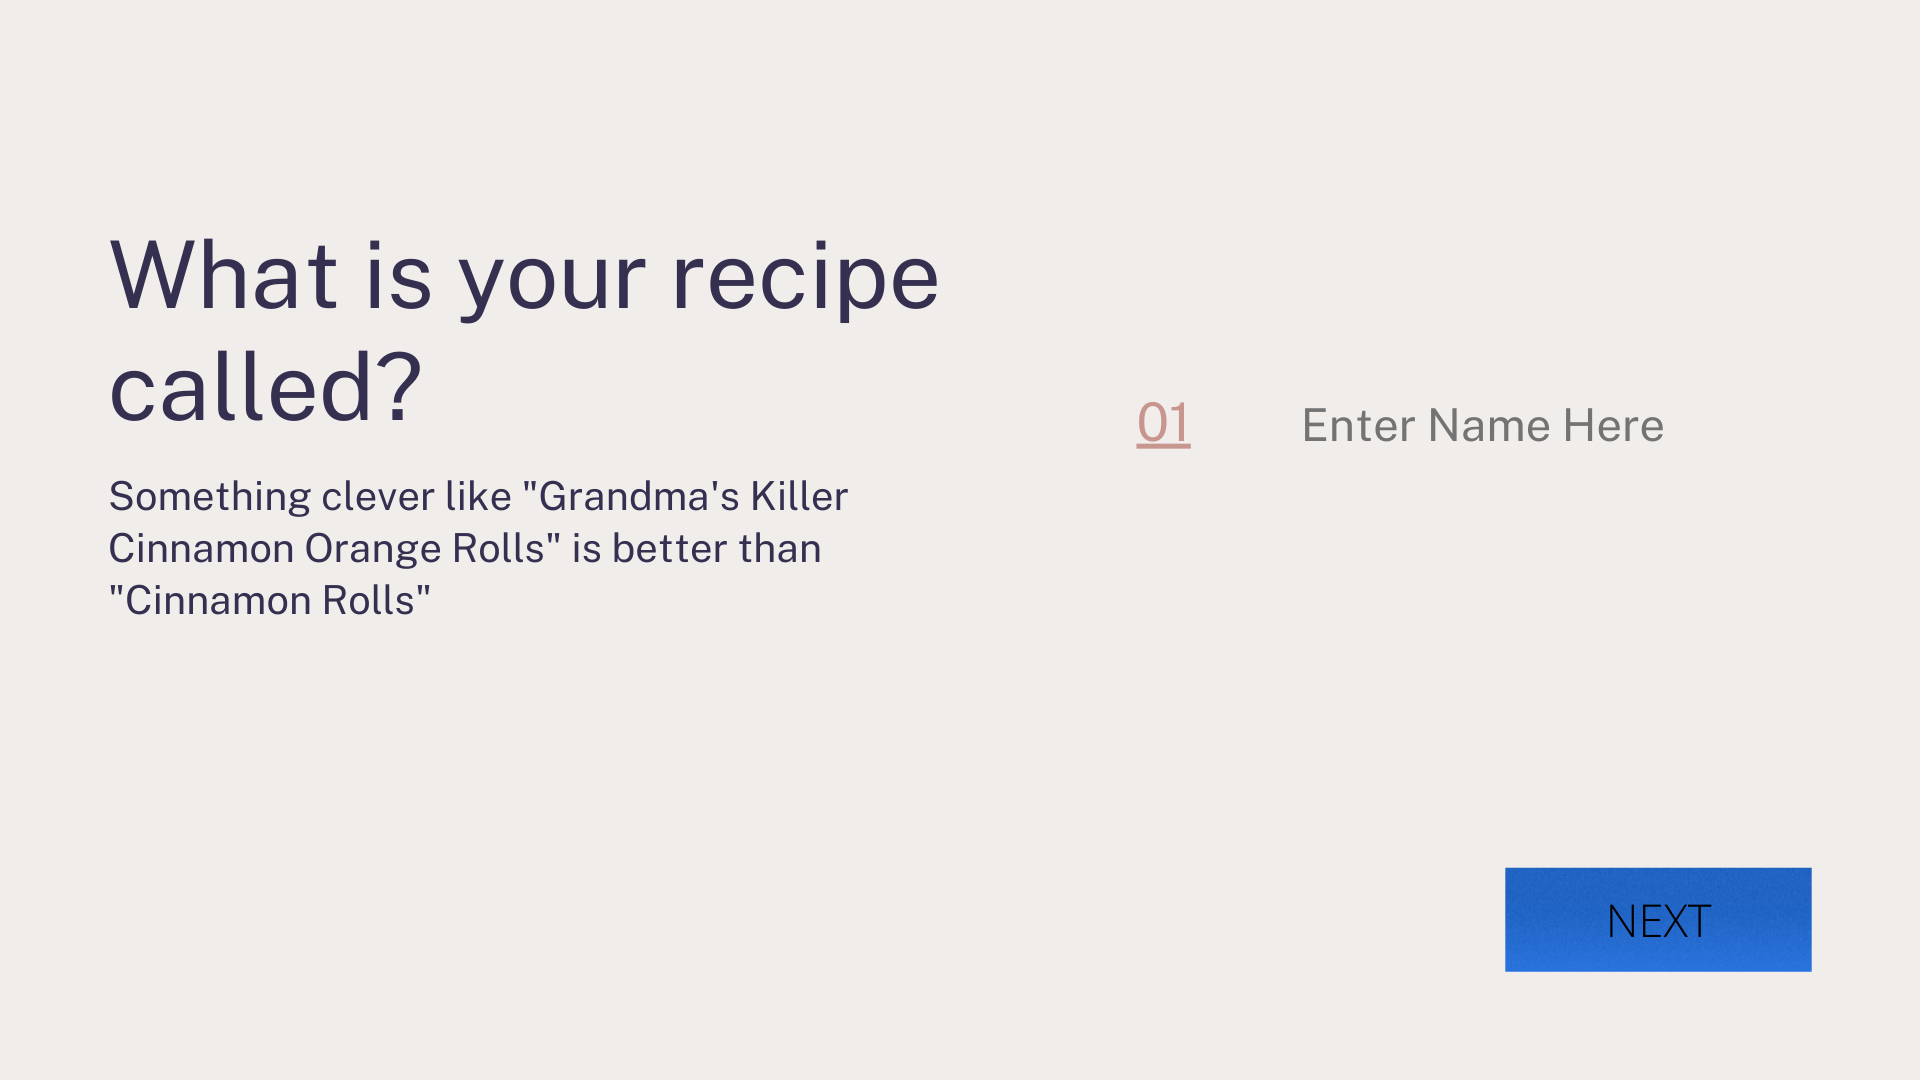 What is your recipe
called?
Something clever like "Grandma's Killer
Cinnamon Orange Rolls" is better than
"Cinnamon Rolls"
01
Enter Name Here
NEXT